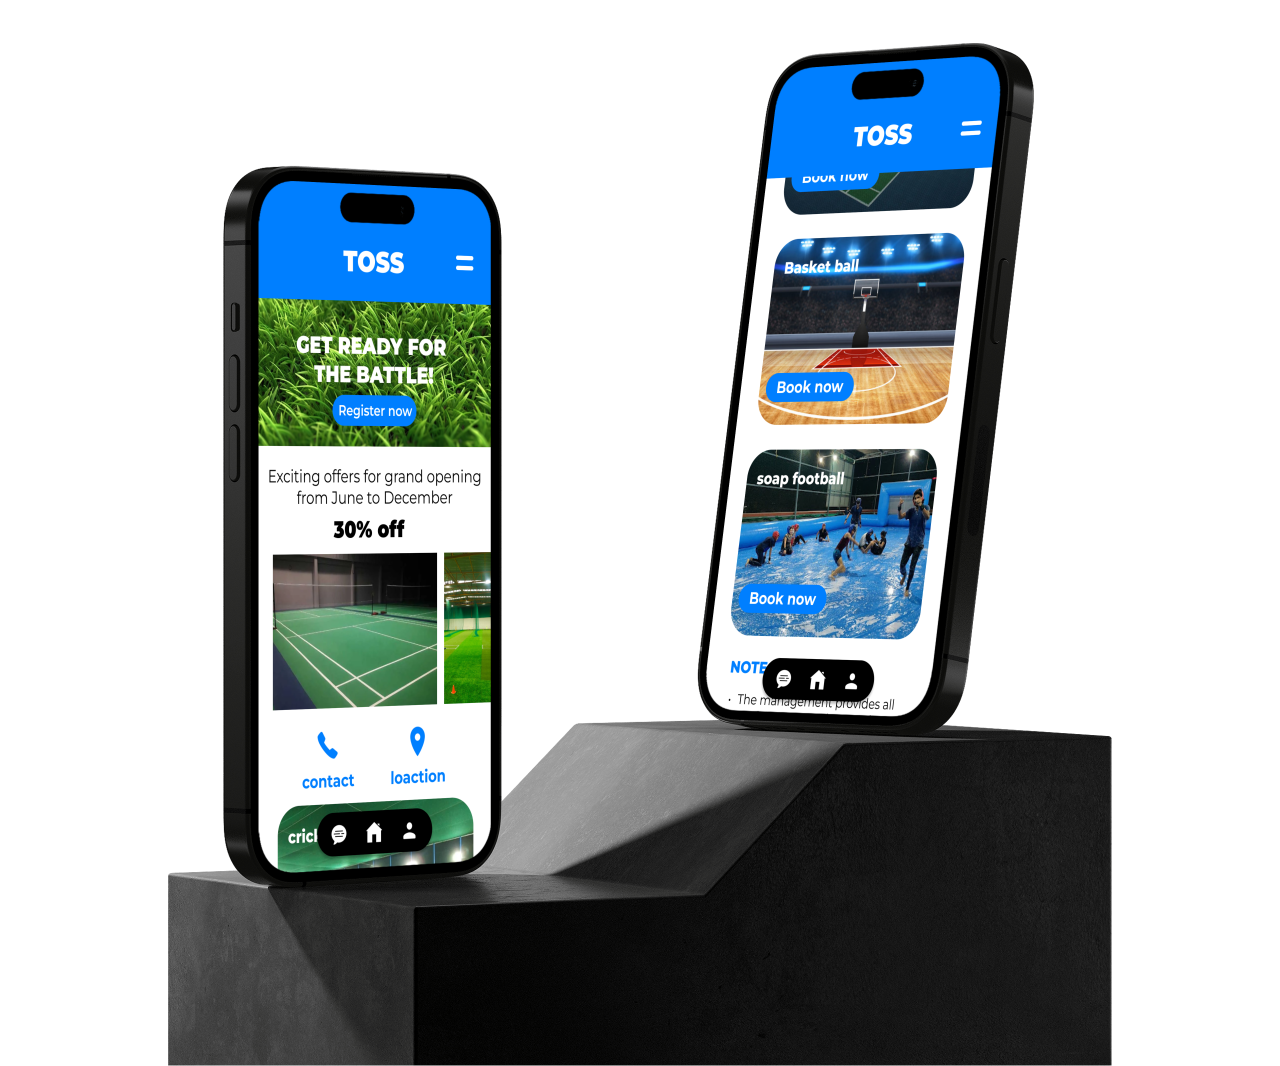 TOSS
GET READY FOR
THE BATTLE!
Register now
Exciting offers for grand opening
from June to December
30% off
contact
loaction
TOSS
Book now
Basket ball
Book now
soap football
Book now
NOTE
• The management provides all